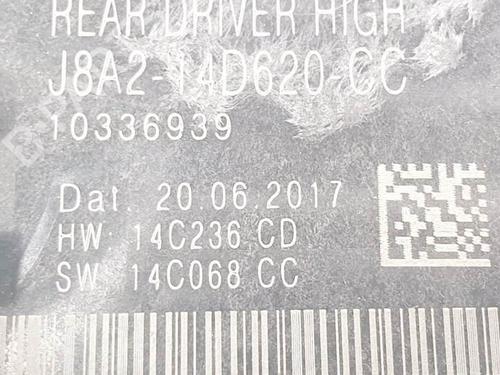 REAR DRIVER HIGH
J8A2-14D620-CC
10336939
Dat. 20.06.2017
HW: 14C236 CD
SW: 14C068 CC